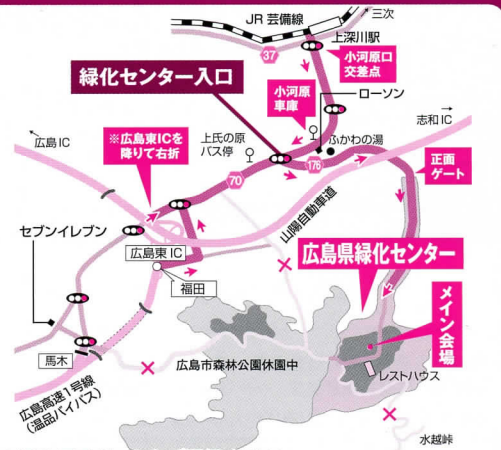 JR 芸備線
三次
37
上深川駅
小河原口
交差点
緑化センター入口
小河原
車庫
ローソン
志和IC
広島IC
※広島東ICを
降りて右折
上氏の原
バス停
ふかわの湯
176
正面
ゲート
70
山陽自動車道
セブンイレブン
広島東IC
広島県緑化センター
福田
メイン会場
馬木
広島市森林公園休園中
レストハウス
広島高速1号線
(温品バイパス)
水越峠